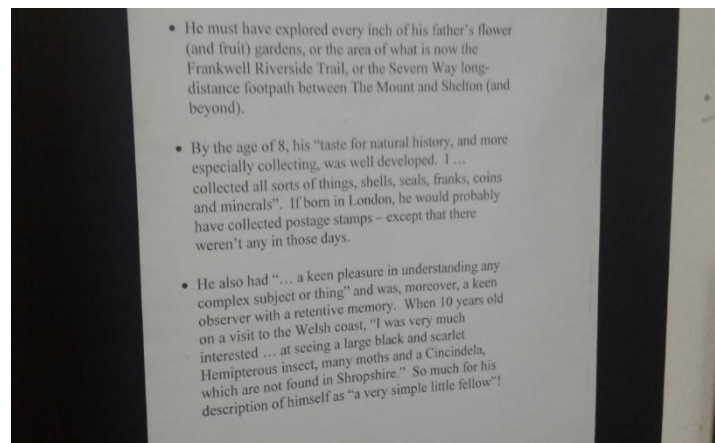 • He must have explored every inch of his father's flower
(and fruit) gardens, or the area of what is now the
Frankwell Riverside Trail, or the Severn Way long-
distance footpath between The Mount and Shelton (and
beyond).
• By the age of 8, his “taste for natural history, and more
especially collecting, was well developed. I ...
collected all sorts of things, shells, seals, franks, coins
and minerals”. If born in London, he would probably
have collected postage stamps – except that there
weren't any in those days.
• He also had “... a keen pleasure in understanding any
complex subject or thing” and was, moreover, a keen
observer with a retentive memory. When 10 years old
on a visit to the Welsh coast, “I was very much
interested ... at seeing a large black and scarlet
Hemipterous insect, many moths and a Cincindela,
which are not found in Shropshire.” So much for his
description of himself as “a very simple little fellow”!